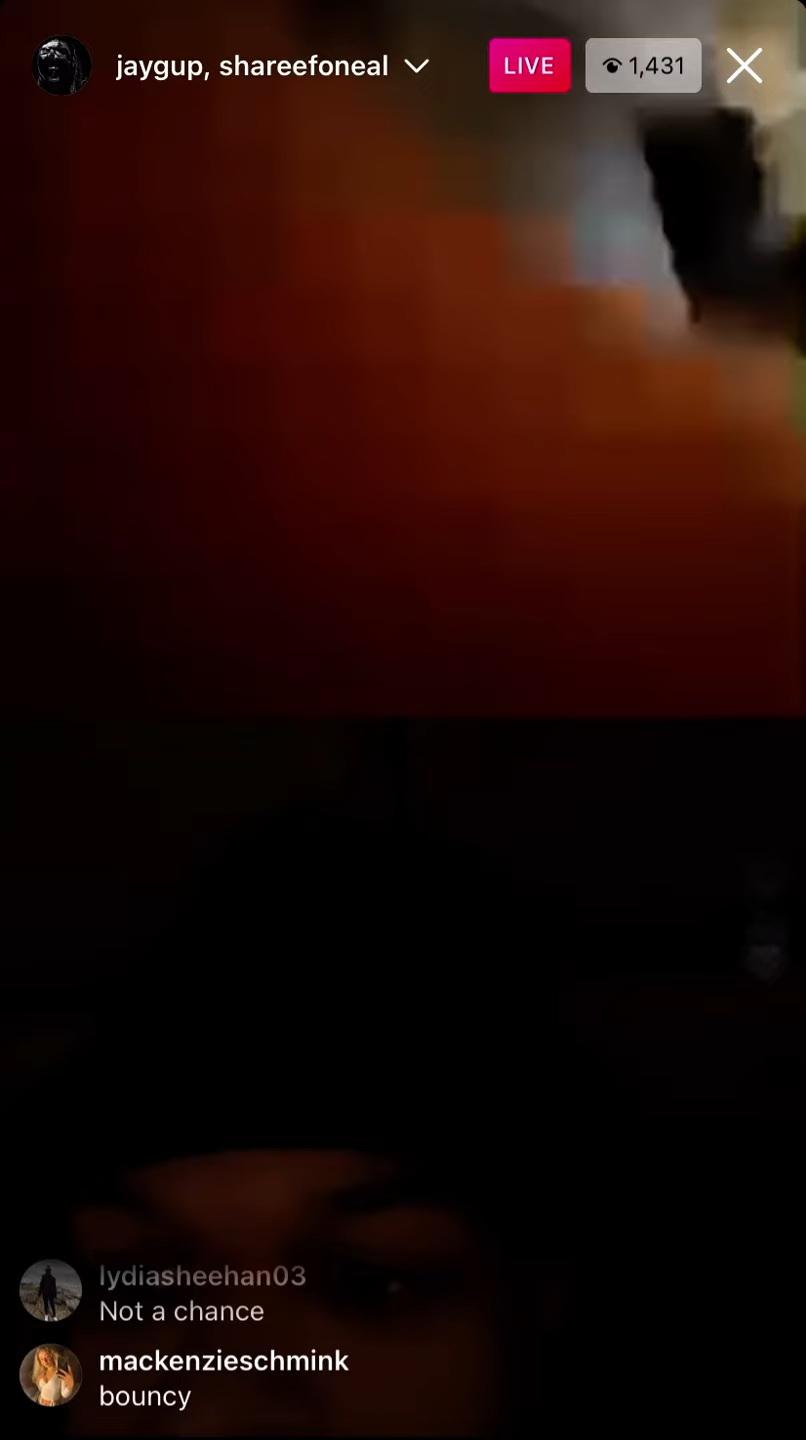 jaygup, shareefoneal
LIVE
1,431
lydiasheehan03
Not a chance
mackenzieschmink
bouncy